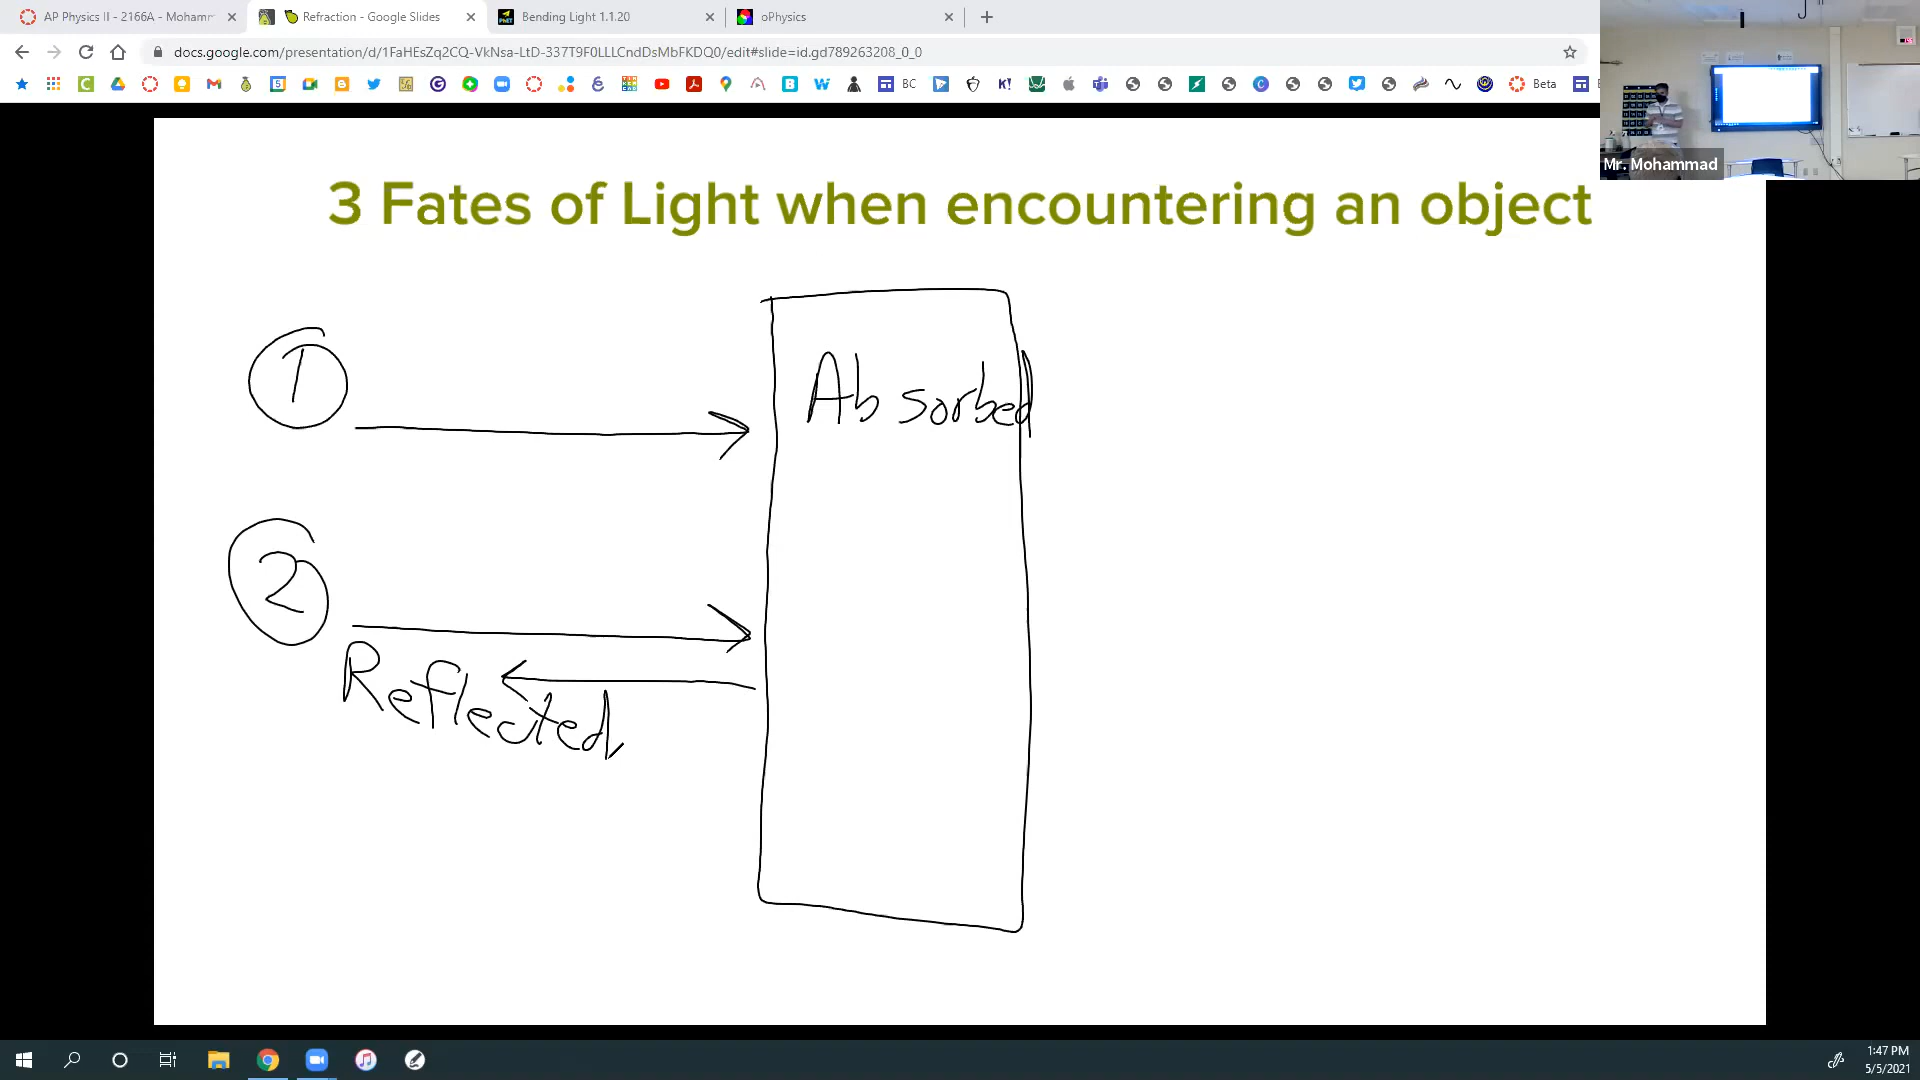 AP Physics II - 2166A - Mohamm
Refraction - Google Slides
Bending Light 1.1.20
oPhysics
docs.google.com/presentation/d/1FaHEsZq2CQ-VkNsa-LtD-337T9F0LLLCndDsMbFKDQ0/edit#slide=id.gd789263208_0_0
BC
Beta
Mr. Mohammad
3 Fates of Light when encountering an object
1
Absorbed
2
Reflected
1:47 PM
5/5/2021